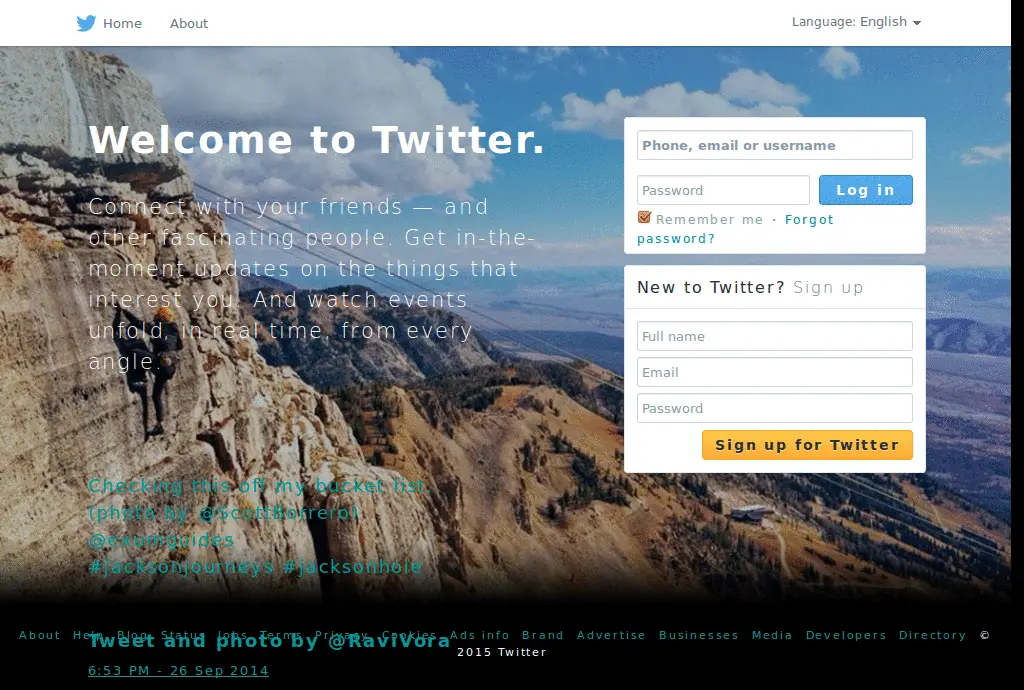 Home About Language: English
Welcome to Twitter.
Connect with your friends — and
other fascinating people. Get in-the-
moment updates on the things that
interest you. And watch events
unfold, in real time, from every
angle.
Checking this off my bucket list.
(photo by @ScottBorrero)
@exumguides
#jacksonjourneys #jacksonhole
Tweet and photo by @RaviVora
6:53 PM - 26 Sep 2014
Phone, email or username
Password Log in
Remember me · Forgot
password?
New to Twitter? Sign up
Full name
Email
Password
Sign up for Twitter
About Help Blog Status Jobs Terms Privacy Cookies Ads info Brand Advertise Businesses Media Developers Directory ©
2015 Twitter